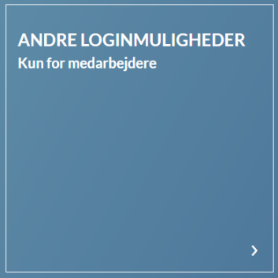 ANDRE LOGINMULIGHEDER
Kun for medarbejdere